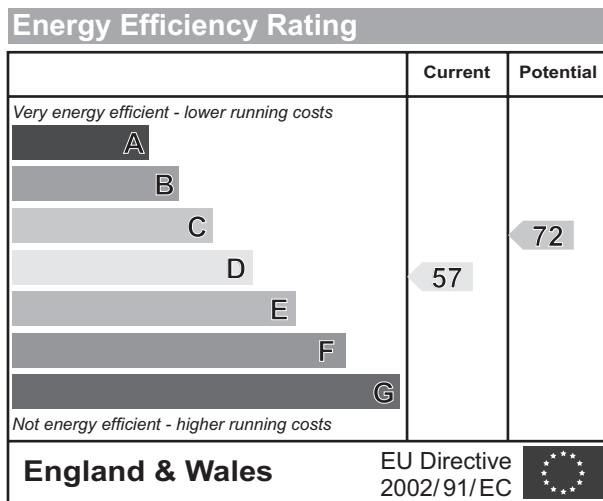 Energy Efficiency Rating
Current Potential
Very energy efficient - lower running costs
A
B
C
72
D
57
E
F
G
Not energy efficient - higher running costs
England & Wales
EU Directive
2002/91/EC